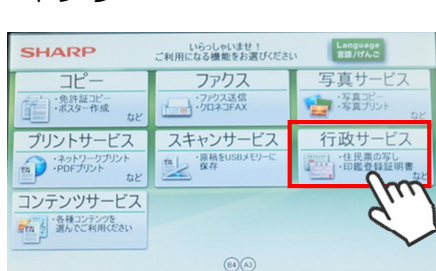 SHARP
いらっしゃいませ！
ご利用になる機能をお選びください
Language
言語/げんご
コピー
・免許証コピー
・ポスター作成
など
ファクス
・ファクス送信
・クロネコFAX
写真サービス
・写真コピー
・写真プリント
など
プリントサービス
・ネットワークプリント
・PDFプリント
など
スキャンサービス
・原稿をUSBメモリーに
保存
行政サービス
・住民票の写し
・印鑑登録証明書
など
コンテンツサービス
・各種コンテンツを
選んでご利用ください
B4 A3